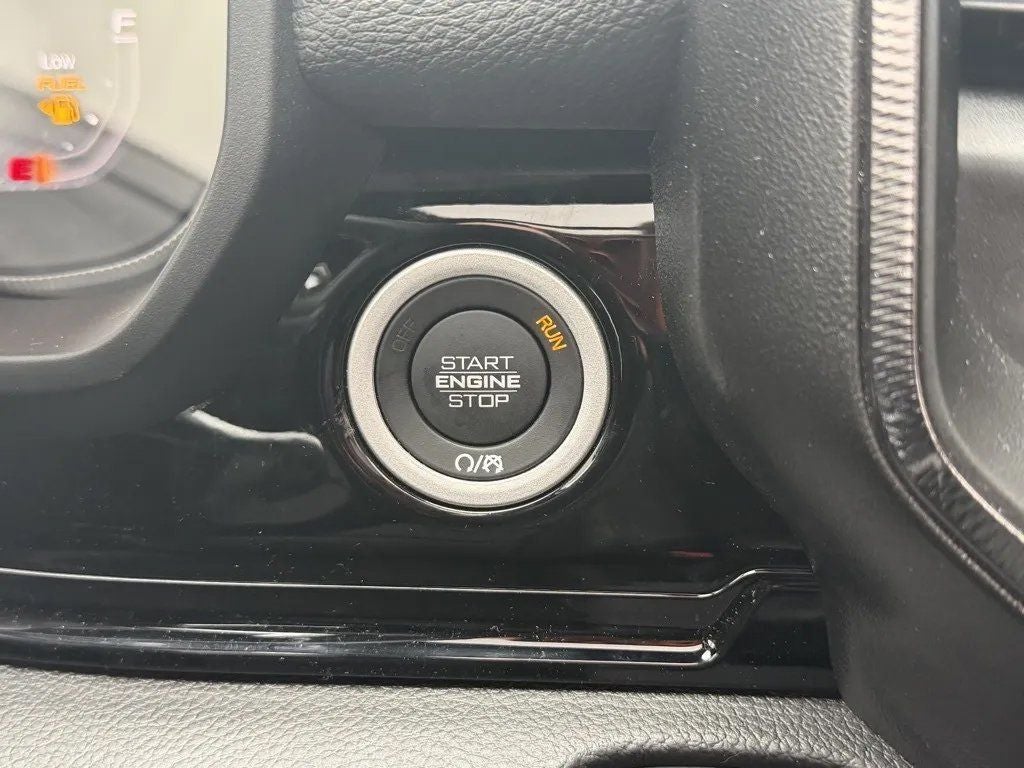 F
LOW
FUEL
E
OFF
RUN
START
ENGINE
STOP